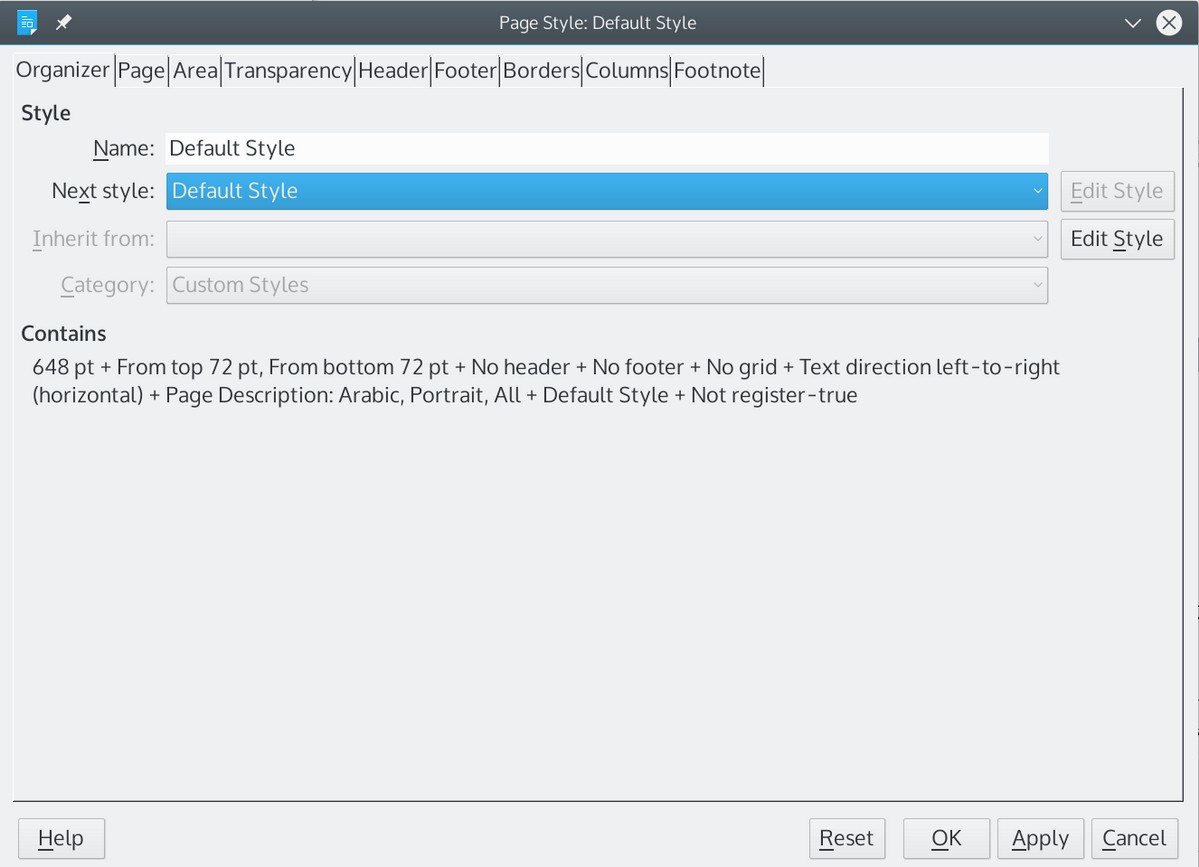 Page Style: Default Style
Organizer Page Area Transparency Header Footer Borders Columns Footnote
Style
Name: Default Style
Next style: Default Style Edit Style
Inherit from: Edit Style
Category: Custom Styles
Contains
648 pt + From top 72 pt, From bottom 72 pt + No header + No footer + No grid + Text direction left-to-right
(horizontal) + Page Description: Arabic, Portrait, All + Default Style + Not register-true
Help Reset OK Apply Cancel